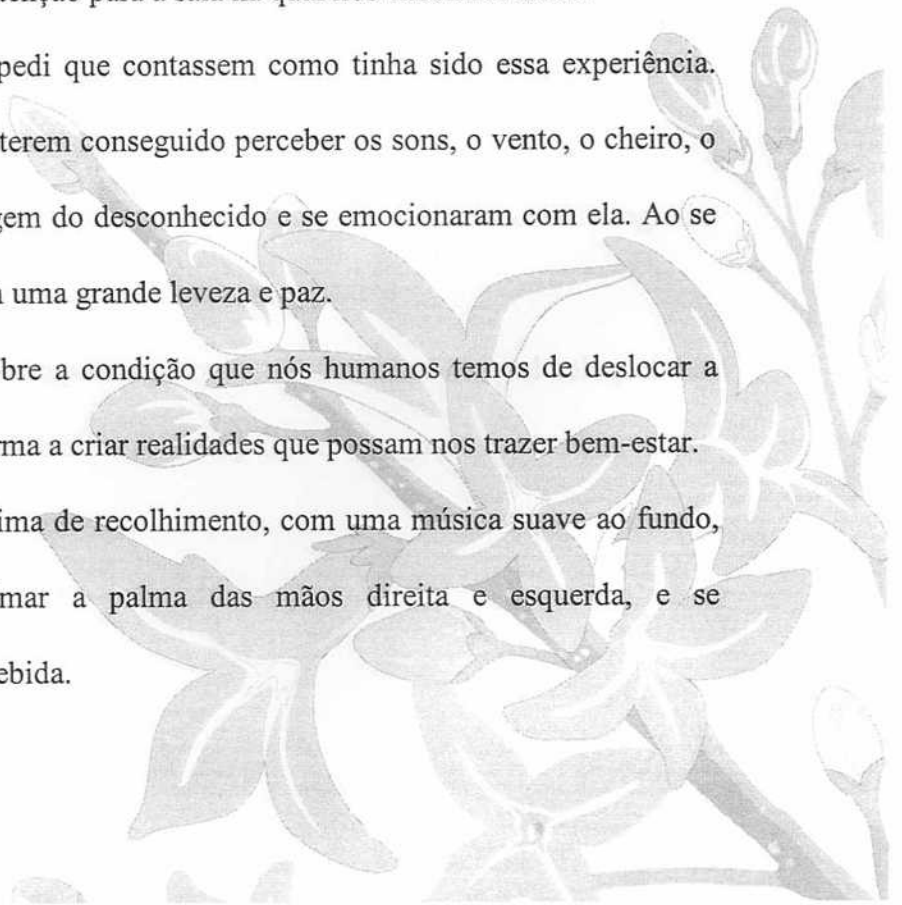 pedi que contassem como tinha sido essa experiência.
terem conseguido perceber os sons, o vento, o cheiro, o
gem do desconhecido e se emocionaram com ela. Ao se
uma grande leveza e paz.
bre a condição que nós humanos temos de deslocar a
rma a criar realidades que possam nos trazer bem-estar.
ima de recolhimento, com uma música suave ao fundo,
mar a palma das mãos direita e esquerda, e se
ebida.